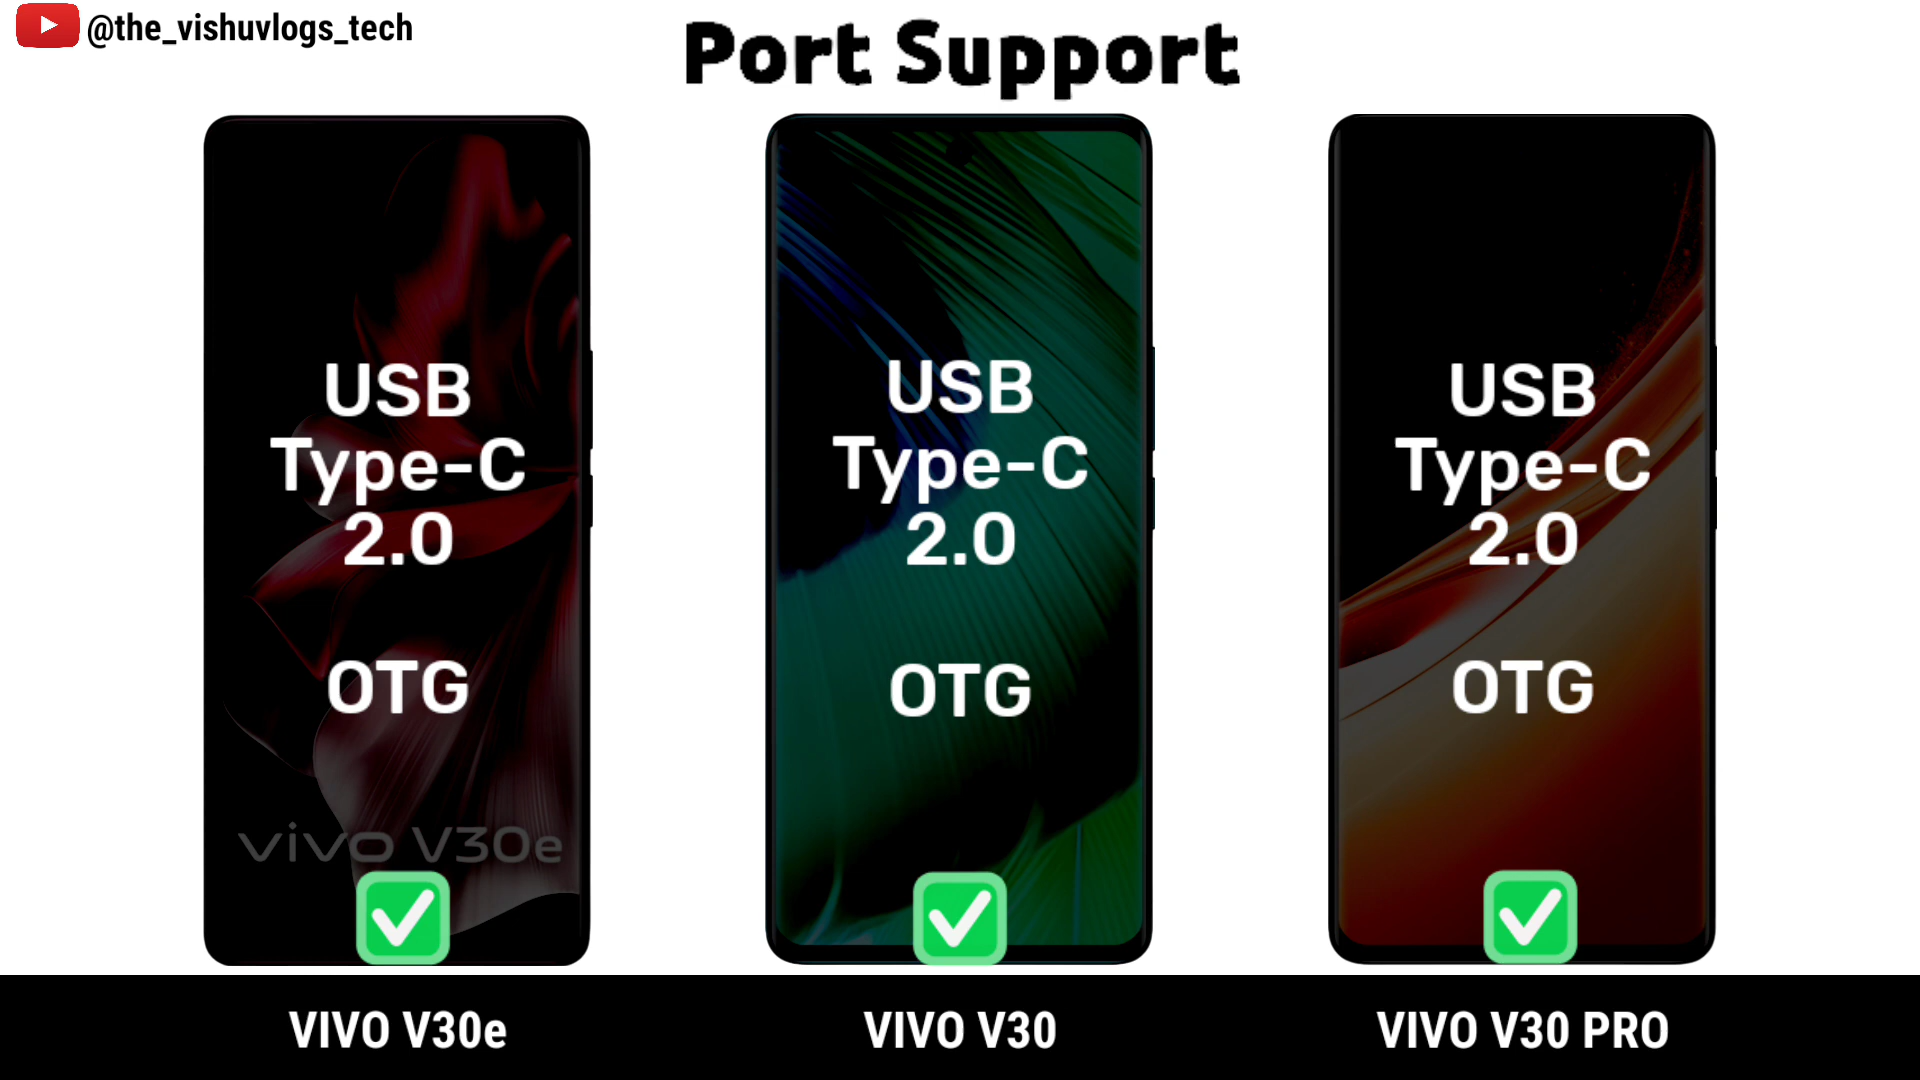 @the_vishuvlogs_tech
Port Support
USB
Type-C
2.0
OTG
vivo V30e
USB
Type-C
2.0
OTG
USB
Type-C
2.0
OTG
VIVO V30e
VIVO V30
VIVO V30 PRO